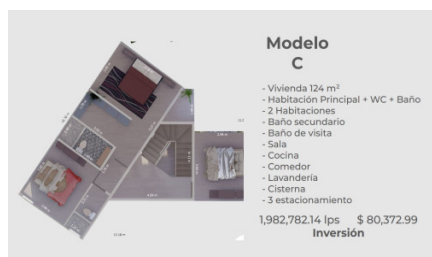 Modelo
C
- Vivienda 124 m²
- Habitación Principal + WC + Baño
- 2 Habitaciones
- Baño secundario
- Baño de visita
- Sala
- Cocina
- Comedor
- Lavandería
- Cisterna
- 3 estacionamiento
1,982,782.14 lps $ 80,372.99
Inversión